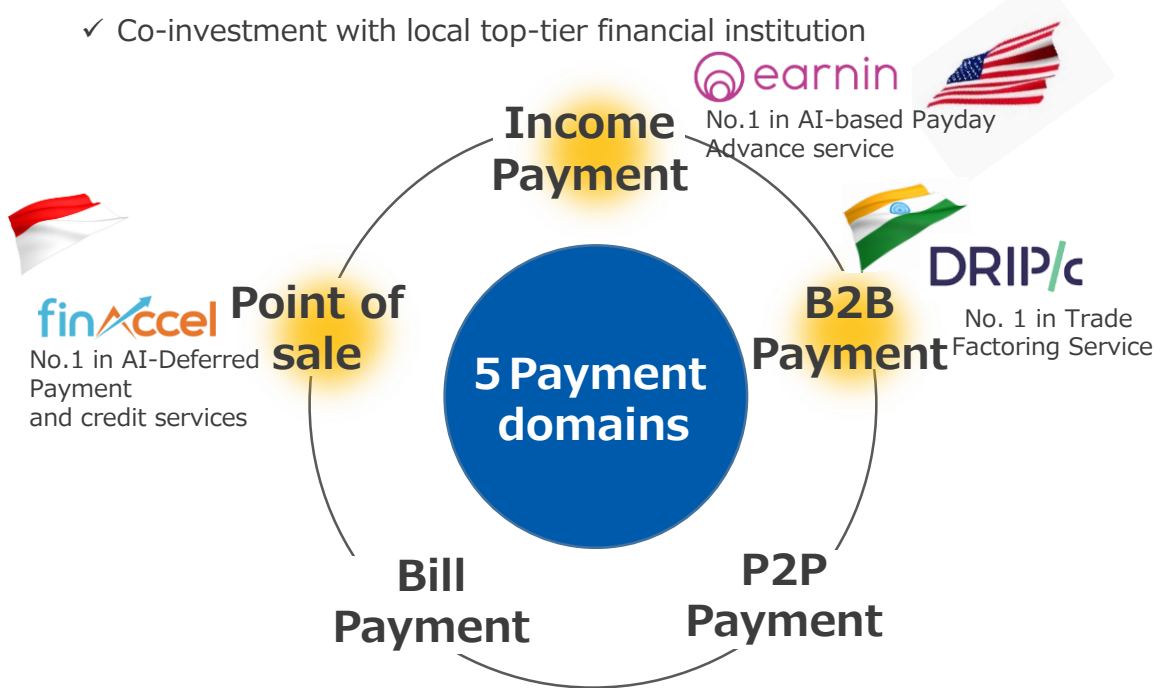 ✓ Co-investment with local top-tier financial institution
earnin
No.1 in AI-based Payday
Advance service
Income
Payment
DRIP/c
No. 1 in Trade
Factoring Service
B2B
Payment
finAccel
No.1 in AI-Deferred
Payment
and credit services
Point of
sale
5 Payment
domains
Bill
Payment
P2P
Payment